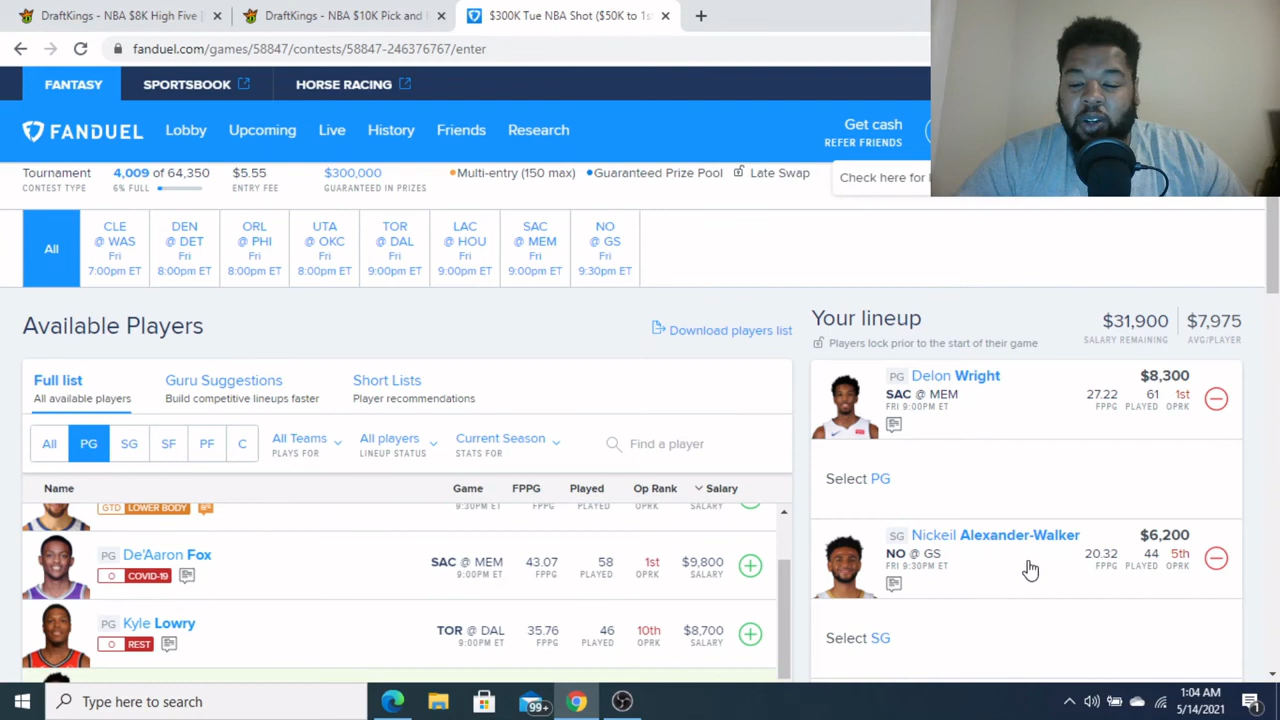 DraftKings - NBA $8K High Five |
DraftKings - NBA $10K Pick and
$300K Tue NBA Shot ($50K to 1s
fanduel.com/games/58847/contests/58847-246376767/enter
FANTASY
SPORTSBOOK
HORSE RACING
FANDUEL
Lobby
Upcoming
Live
History
Friends
Research
Get cash
REFER FRIENDS
Tournament
CONTEST TYPE
4,009 of 64,350
6% FULL
$5.55
ENTRY FEE
$300,000
GUARANTEED IN PRIZES
Multi-entry (150 max)
Guaranteed Prize Pool
Late Swap
Check here for
All
CLE
@ WAS
Fri
7:00pm ET
DEN
@ DET
Fri
8:00pm ET
ORL
@ PHI
Fri
8:00pm ET
UTA
@ OKC
Fri
8:00pm ET
TOR
@ DAL
Fri
9:00pm ET
LAC
@ HOU
Fri
9:00pm ET
SAC
@ MEM
Fri
9:00pm ET
NO
@ GS
Fri
9:30pm ET
Available Players
Download players list
Full list
All available players
Guru Suggestions
Build competitive lineups faster
Short Lists
Player recommendations
All
PG
SG
SF
PF
C
All Teams
PLAYS FOR
All players
LINEUP STATUS
Current Season
STATS FOR
Find a player
Name
Game
FPPG
Played
Op Rank
Salary
GTD LOWER BODY
9:30PM ET
FPPG
PLAYED
OPRK
SALARY
PG De'Aaron Fox
O COVID-19
SAC @ MEM
9:00PM ET
43.07
FPPG
58
PLAYED
1st
OPRK
$9,800
SALARY
PG Kyle Lowry
O REST
TOR @ DAL
9:00PM ET
35.76
FPPG
46
PLAYED
10th
OPRK
$8,700
SALARY
Your lineup
Players lock prior to the start of their game
$31,900
SALARY REMAINING
$7,975
AVG/PLAYER
PG Delon Wright
$8,300
SAC @ MEM
FRI 9:00PM ET
27.22
FPPG
61
PLAYED
1st
OPRK
Select PG
SG Nickeil Alexander-Walker
$6,200
NO @ GS
FRI 9:30PM ET
20.32
FPPG
44
PLAYED
5th
OPRK
Select SG
Type here to search
99+
1:04 AM
5/14/2021
1